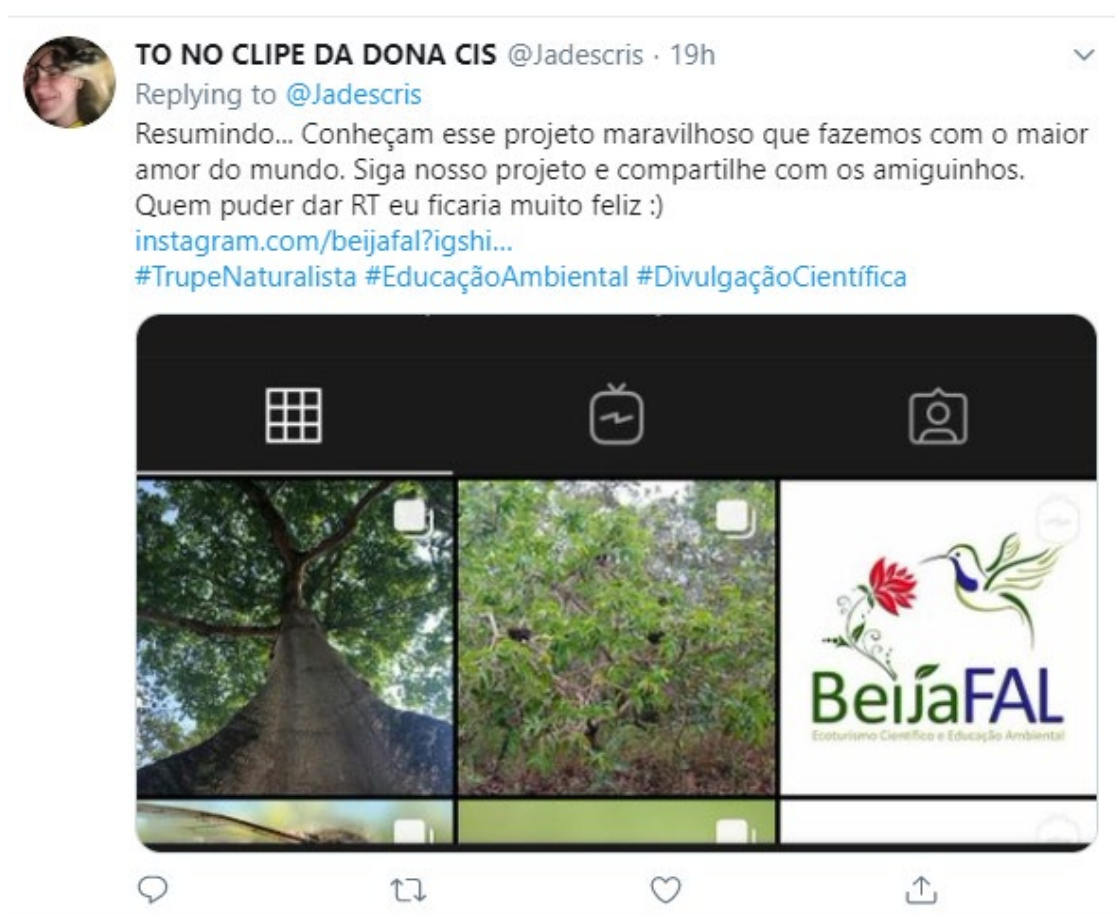 TO NO CLIPE DA DONA CIS @Jadescris · 19h
Replying to @Jadescris
Resumindo... Conheçam esse projeto maravilhoso que fazemos com o maior
amor do mundo. Siga nosso projeto e compartilhe com os amiguinhos.
Quem puder dar RT eu ficaria muito feliz :)
instagram.com/beijafal?igshi...
#TrupeNaturalista #EducaçãoAmbiental #DivulgaçãoCientífica
BeijaFAL
Ecoturismo Científico e Educação Ambiental